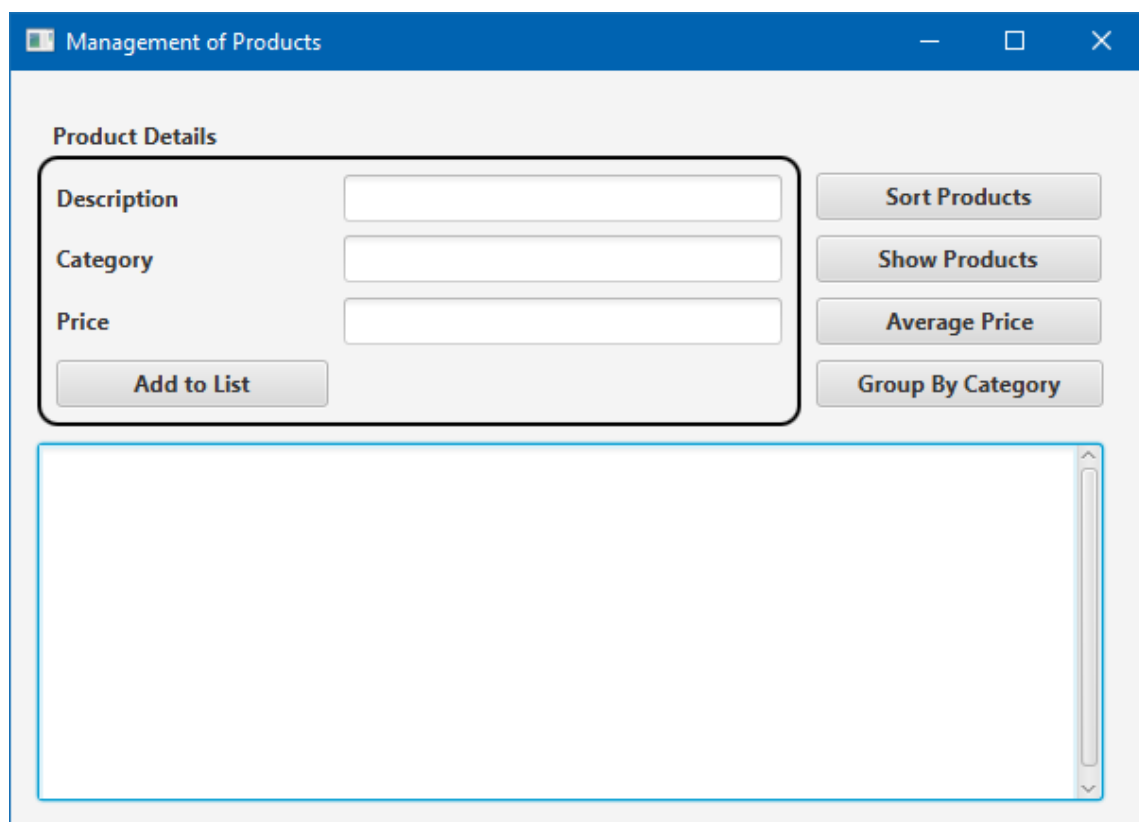 Management of Products
Product Details
Description
Category
Price
Add to List
Sort Products
Show Products
Average Price
Group By Category